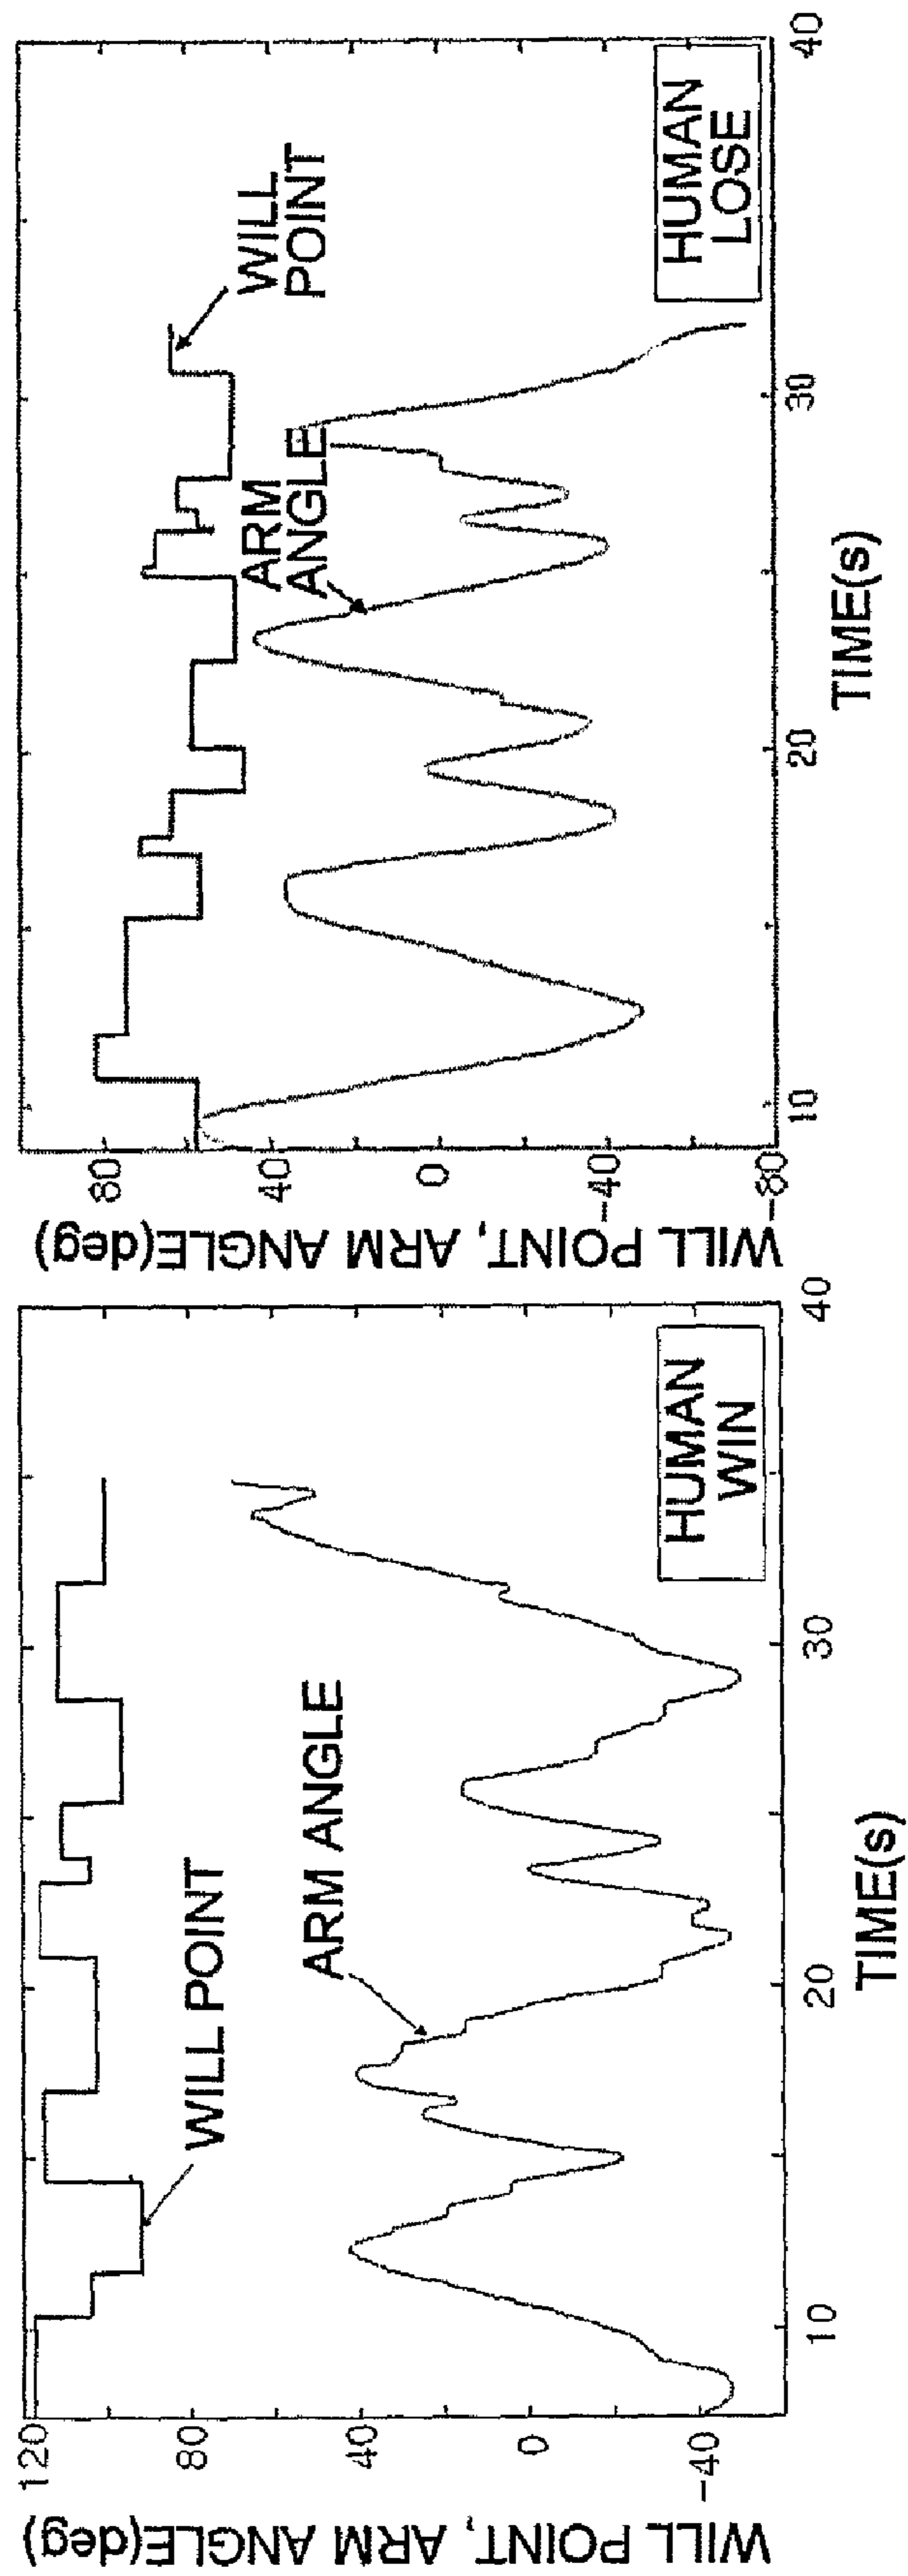 WILL POINT, ARM ANGLE(deg)
120
80
40
0
-40
WILL POINT
ARM ANGLE
HUMAN
WIN
10
20
30
40
TIME(s)
WILL POINT, ARM ANGLE(deg)
80
40
0
-40
-80
WILL
POINT
ARM
ANGLE
HUMAN
LOSE
10
20
30
40
TIME(s)